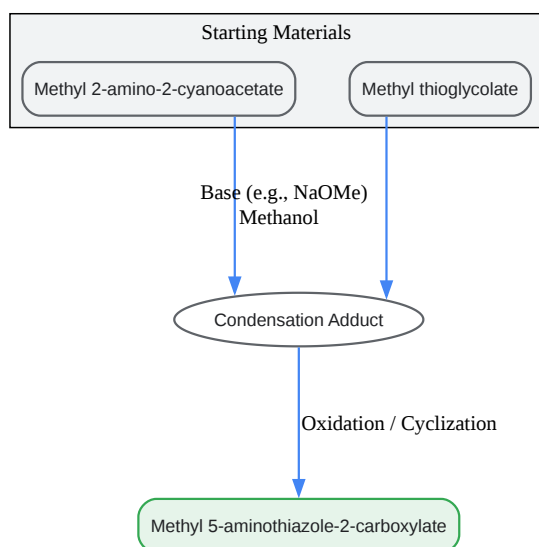 Starting Materials
Methyl 2-amino-2-cyanoacetate
Methyl thioglycolate
Base (e.g., NaOMe)
Methanol
Condensation Adduct
Oxidation / Cyclization
Methyl 5-aminothiazole-2-carboxylate